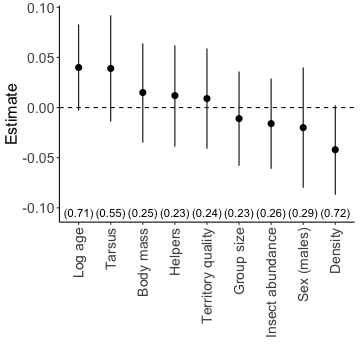 0.10
0.05
0.00
-0.05
-0.10
Estimate
(0.71) (0.55) (0.25) (0.23) (0.24) (0.23) (0.26) (0.29) (0.72)
Log age
Tarsus
Body mass
Helpers
Territory quality
Group size
Insect abundance
Sex (males)
Density